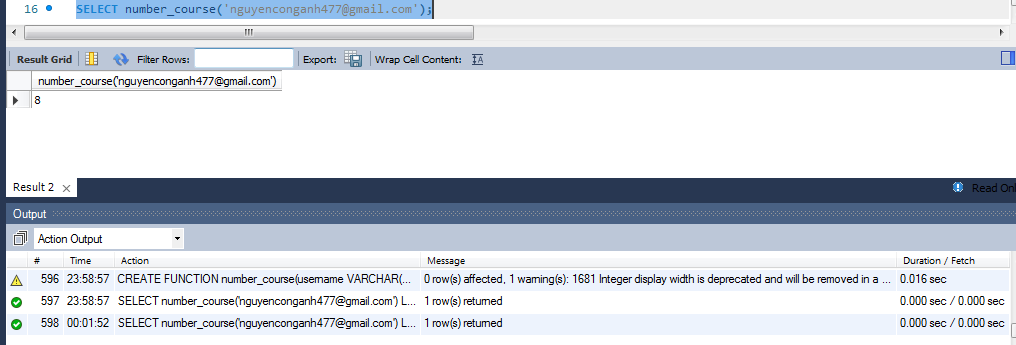 16 SELECT number_course('nguyenconganh477@gmail.com');
Result Grid Filter Rows: Export: Wrap Cell Content:
number_course('nguyenconganh477@gmail.com')
8
Result 2 Read Onl
Output
Action Output
# Time Action Message Duration / Fetch
596 23:58:57 CREATE FUNCTION number_course(username VARCHAR(... 0 row(s) affected, 1 warning(s): 1681 Integer display width is deprecated and will be removed in a ... 0.016 sec
597 23:58:57 SELECT number_course('nguyenconganh477@gmail.com') L... 1 row(s) returned 0.000 sec / 0.000 sec
598 00:01:52 SELECT number_course('nguyenconganh477@gmail.com') L... 1 row(s) returned 0.000 sec / 0.000 sec